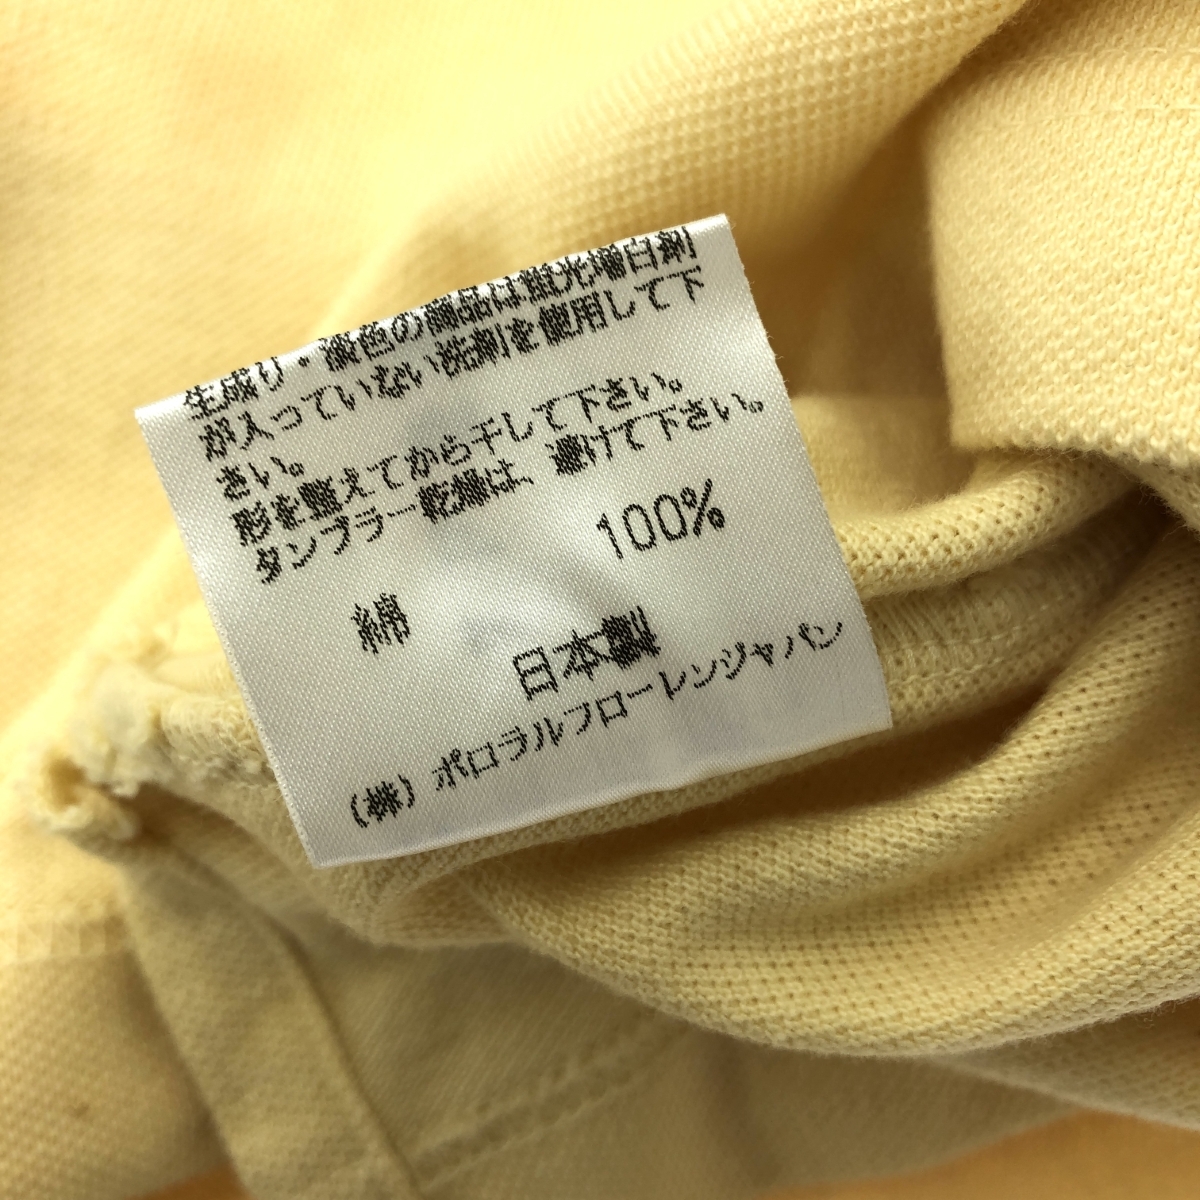 生成り・淡色の商品は蛍光増白剤
が入っていない洗剤を使用して下
さい。
形を整えてから干して下さい。
タンブラー乾燥は、避けて下さい。
綿 100%
日本製
(株) ポロラルフローレンジャパン